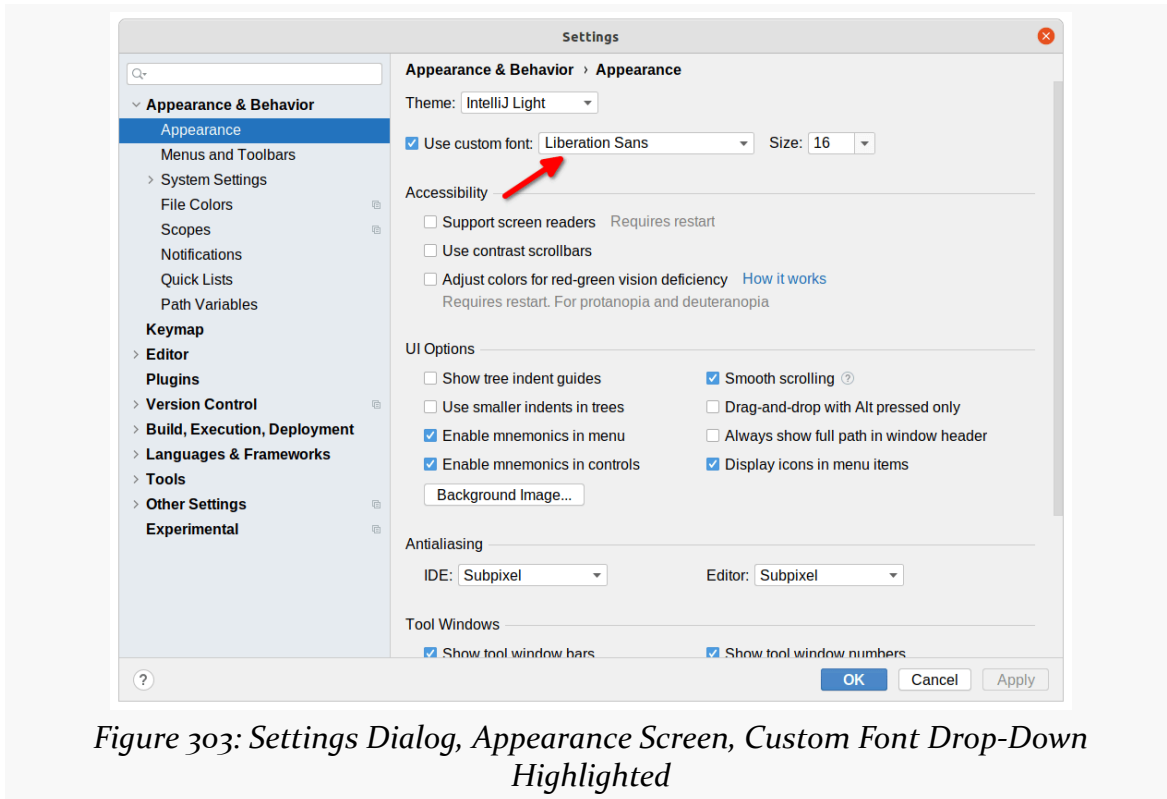 Settings
Appearance & Behavior
Appearance
Menus and Toolbars
System Settings
File Colors
Scopes
Notifications
Quick Lists
Path Variables
Keymap
Editor
Plugins
Version Control
Build, Execution, Deployment
Languages & Frameworks
Tools
Other Settings
Experimental
Appearance & Behavior › Appearance
Theme: IntelliJ Light
Use custom font: Liberation Sans Size: 16
Accessibility
Support screen readers Requires restart
Use contrast scrollbars
Adjust colors for red-green vision deficiency How it works
Requires restart. For protanopia and deuteranopia
UI Options
Show tree indent guides Smooth scrolling ?
Use smaller indents in trees Drag-and-drop with Alt pressed only
Enable mnemonics in menu Always show full path in window header
Enable mnemonics in controls Display icons in menu items
Background Image...
Antialiasing
IDE: Subpixel Editor: Subpixel
Tool Windows
Show tool window bars Show tool window numbers
? OK Cancel Apply
Figure 303: Settings Dialog, Appearance Screen, Custom Font Drop-Down
Highlighted